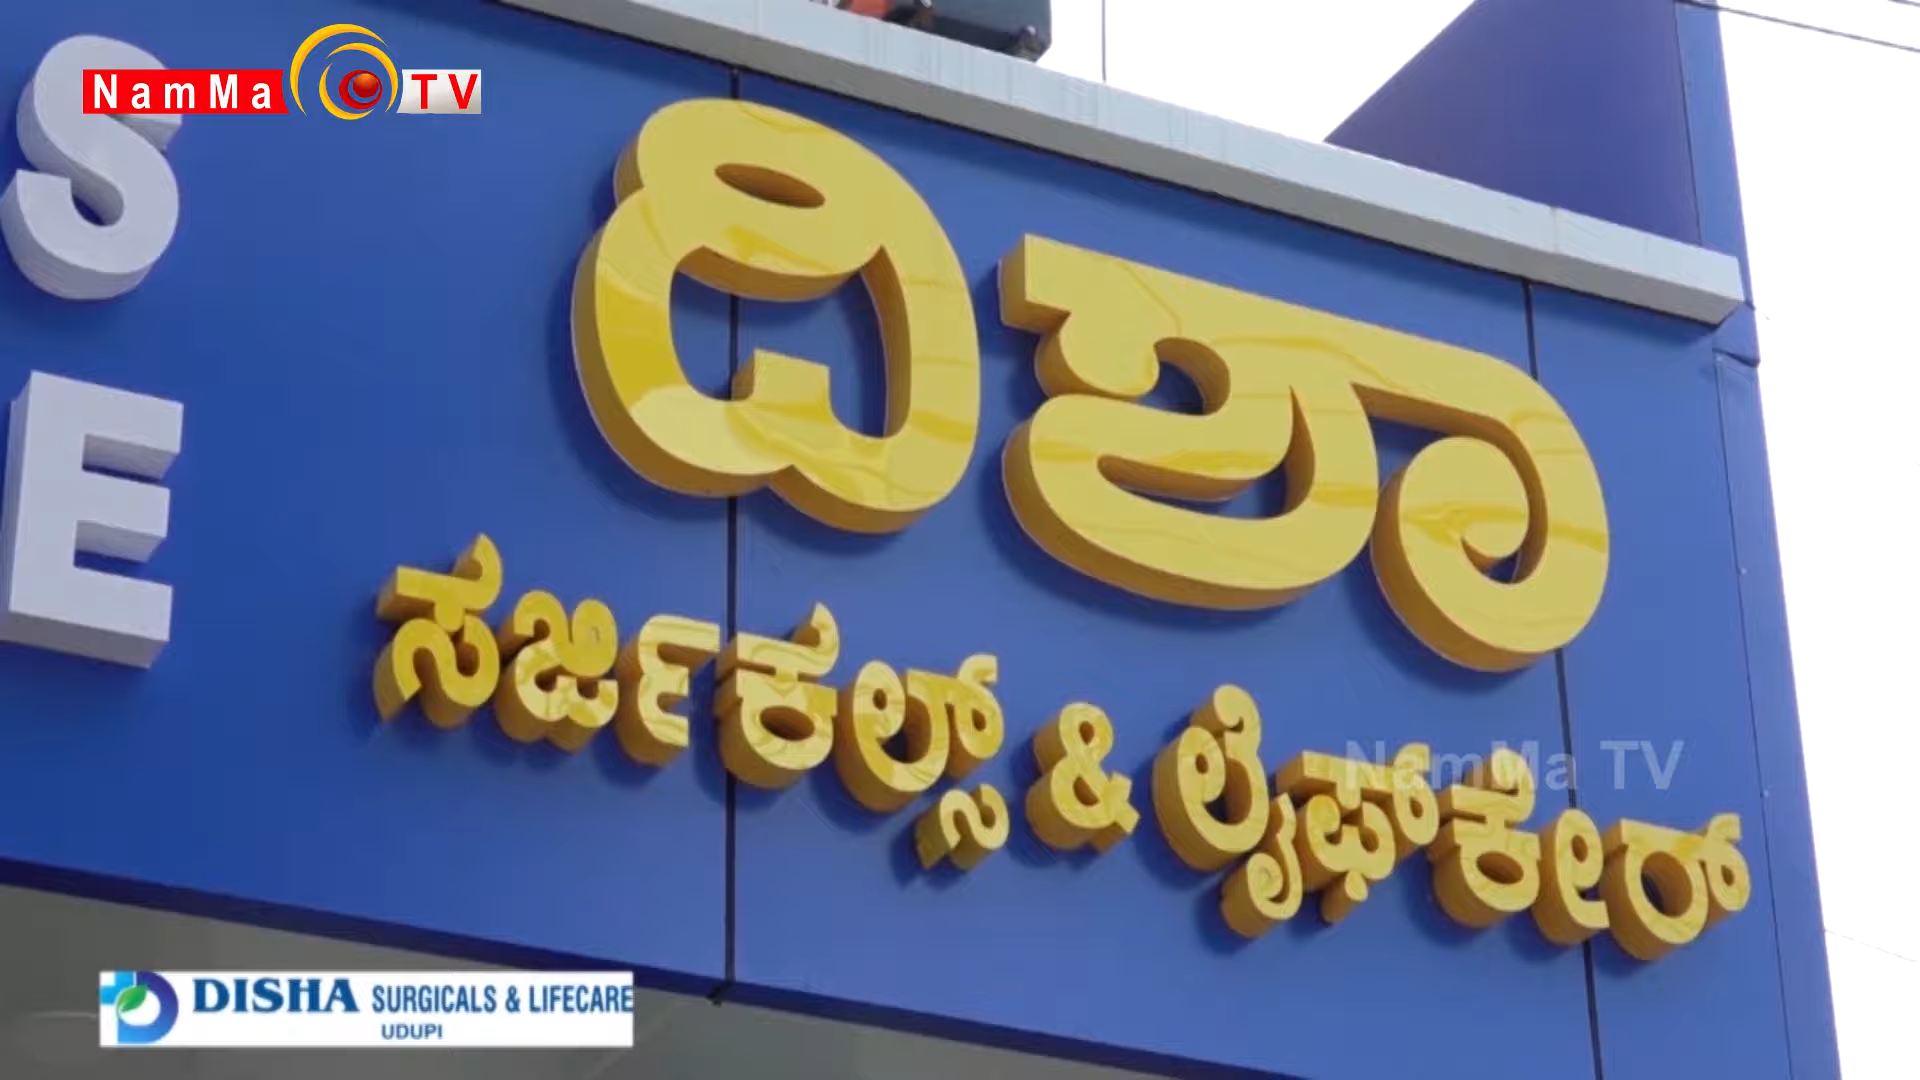 NamMa TV
S
E
ದಿಶಾ
ಸರ್ಜಿಕಲ್ಸ್ & ಲೈಫ್‌ಕೇರ್
NamMa TV
DISHA SURGICALS & LIFECARE
UDUPI